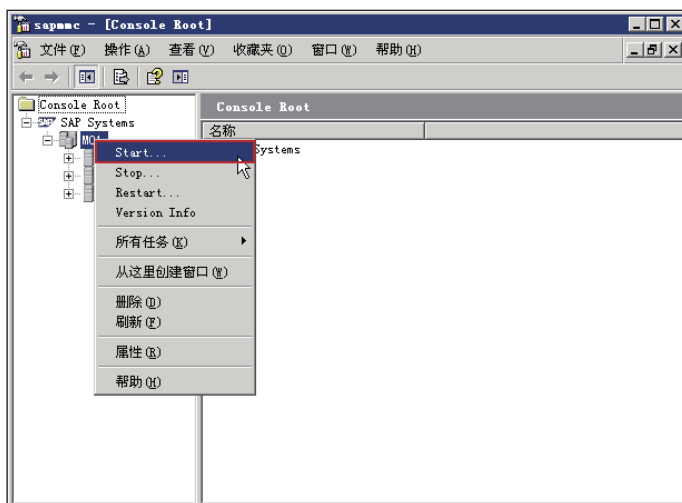 sapmmc - [Console Root]
文件(F) 操作(A) 查看(V) 收藏夹(O) 窗口(W) 帮助(H)
Console Root
SAP Systems
Console Root
名称
Systems
Start...
Stop...
Restart...
Version Info
所有任务(K)
从这里创建窗口(W)
删除(D)
刷新(F)
属性(R)
帮助(H)